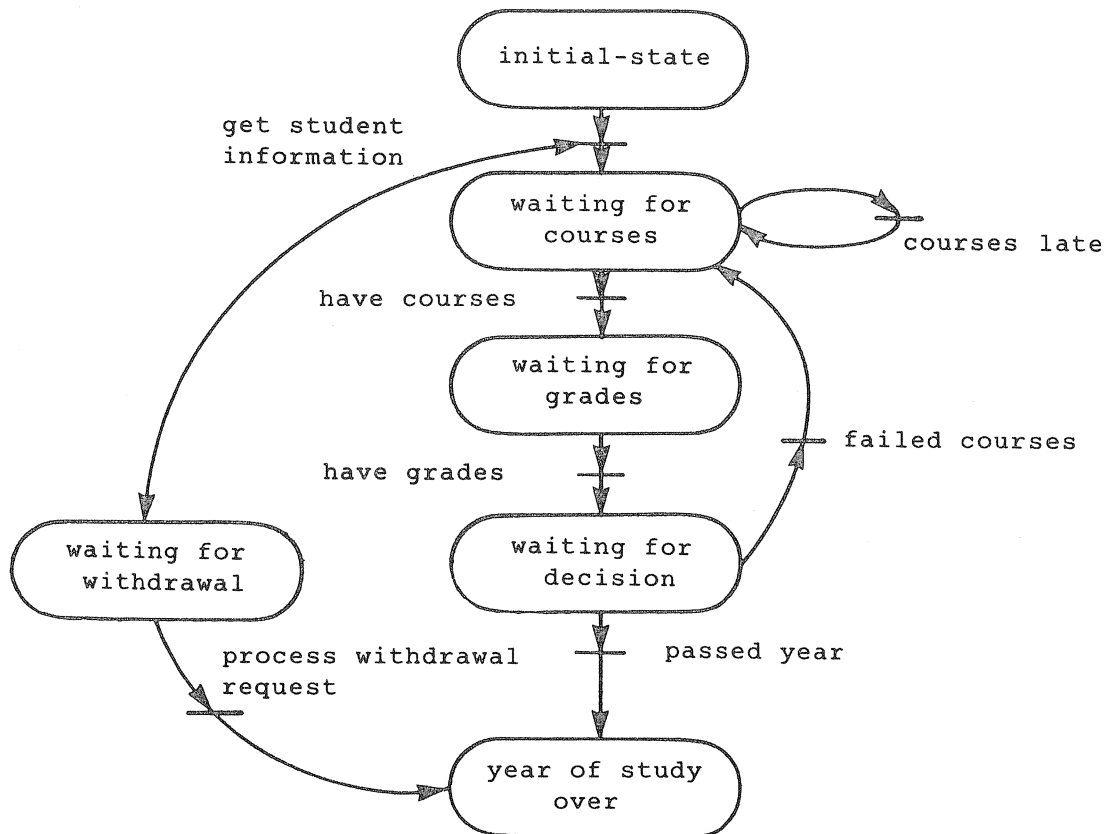 initial-state
get student
information
waiting for
courses
courses late
have courses
waiting for
grades
failed courses
have grades
waiting for
withdrawal
waiting for
decision
process withdrawal
request
passed year
year of study
over